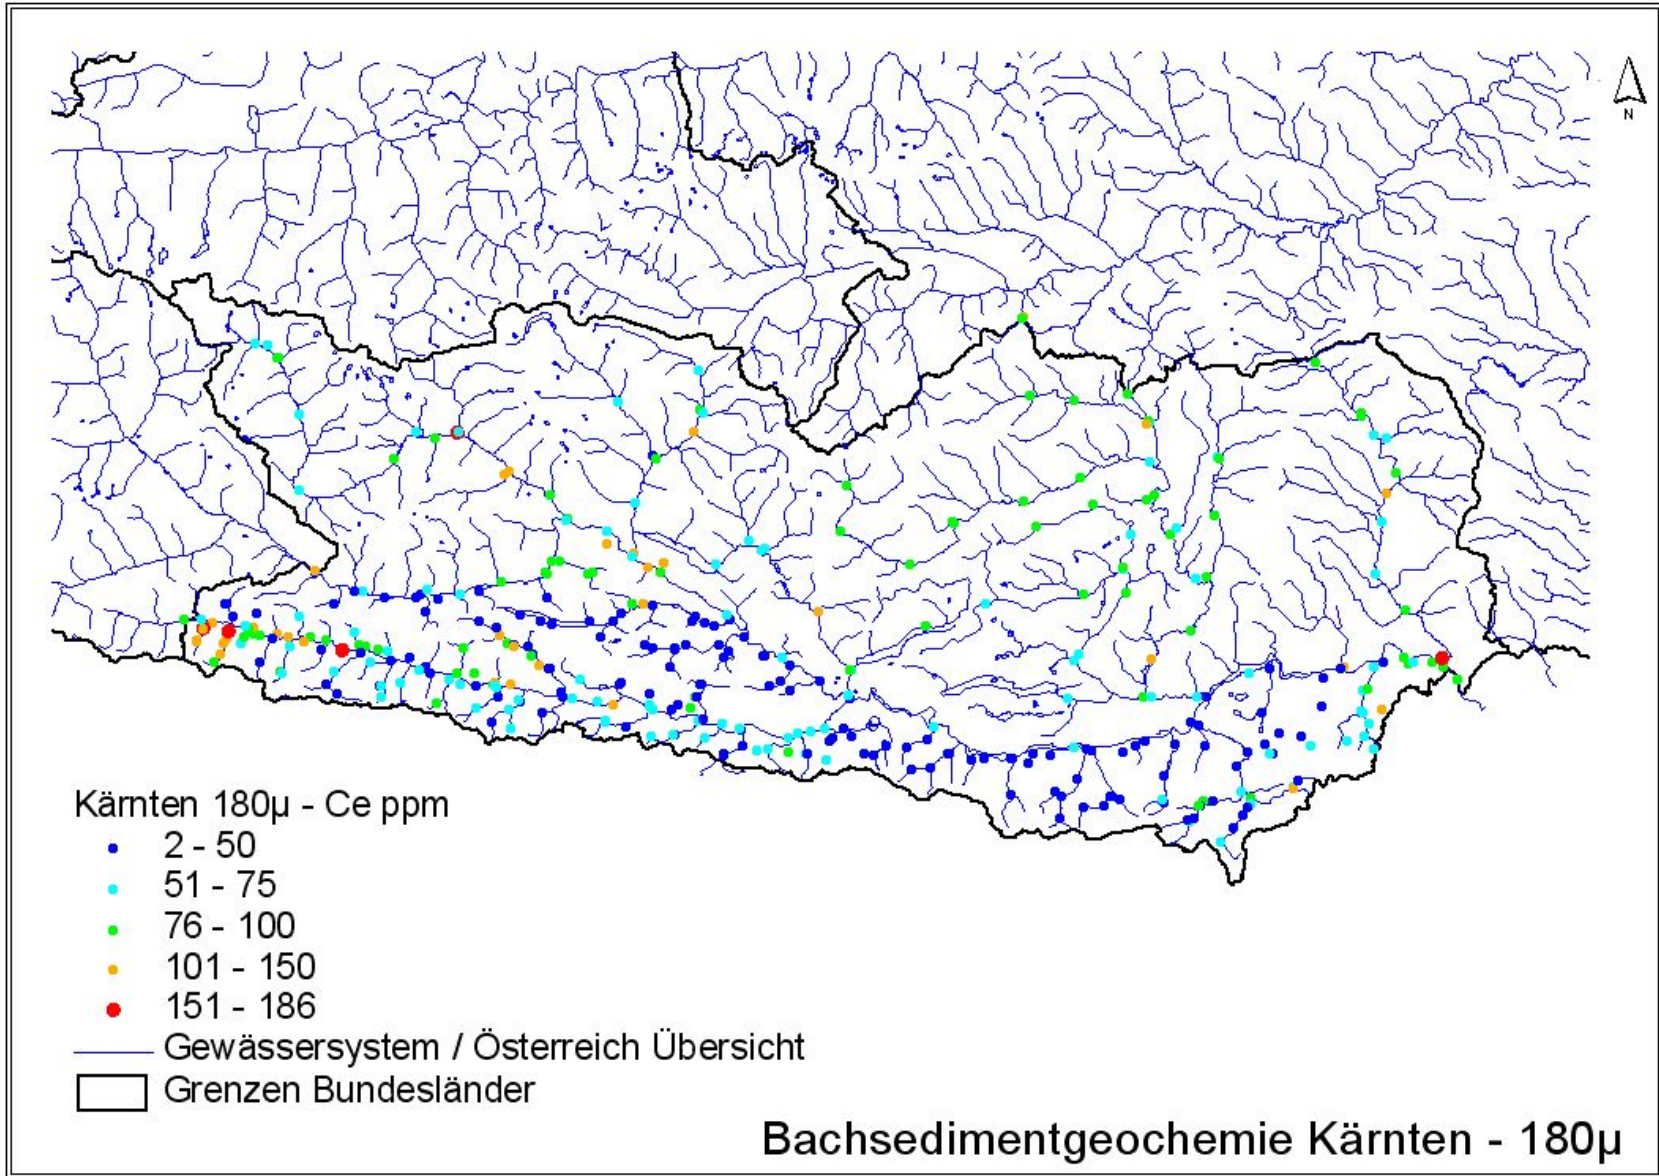 N
Kärnten 180µ - Ce ppm
2 - 50
51 - 75
76 - 100
101 - 150
151 - 186
Gewässersystem / Österreich Übersicht
Grenzen Bundesländer
Bachsedimentgeochemie Kärnten - 180µ